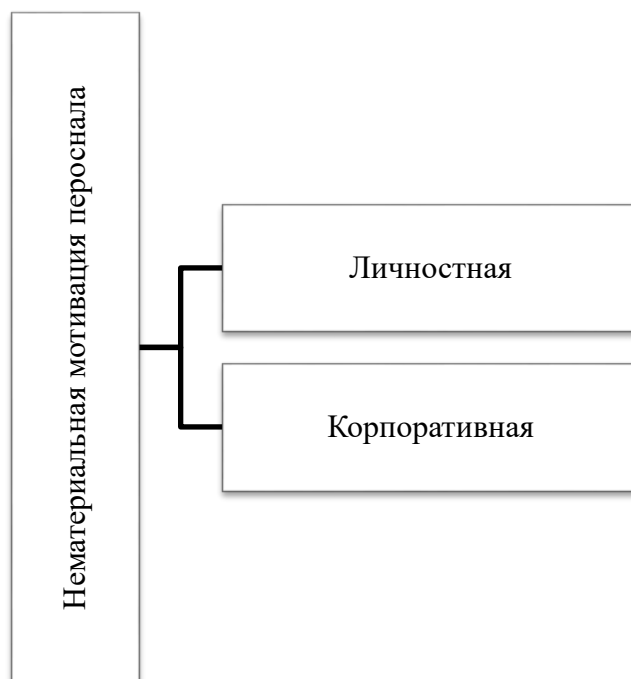 Нематериальная мотивация пероснала
Личностная
Корпоративная